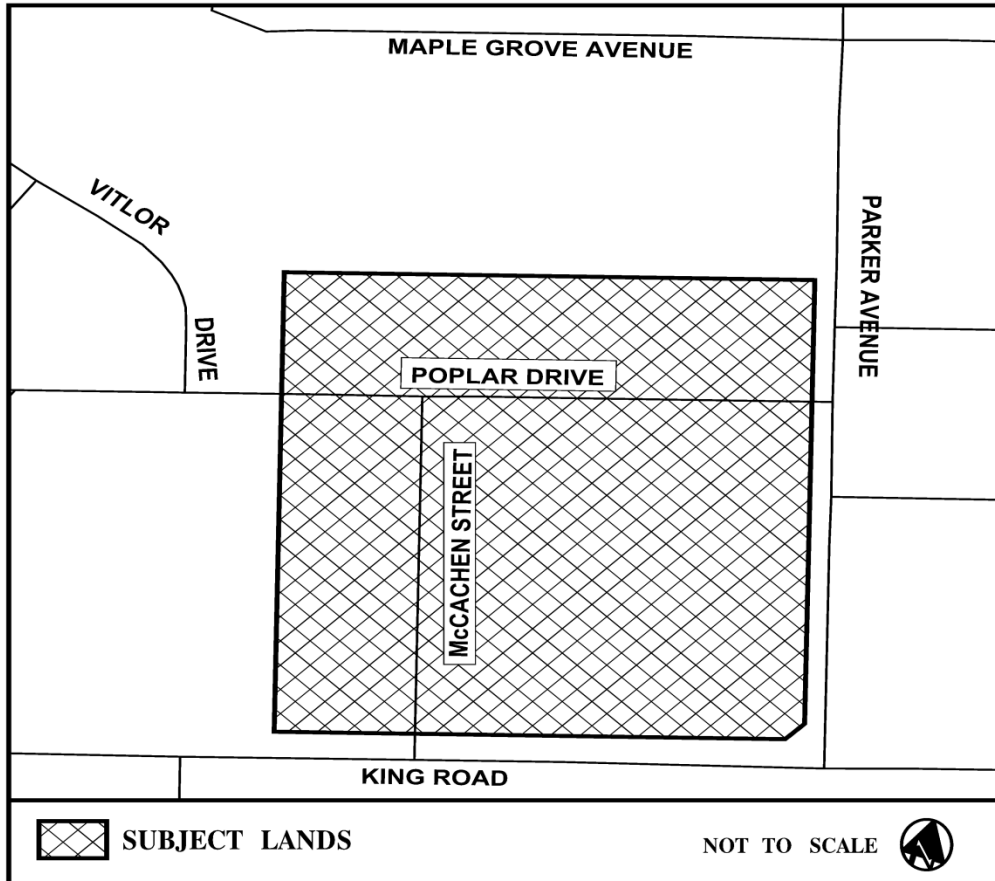 MAPLE GROVE AVENUE
VITLOR
DRIVE
PARKER AVENUE
POPLAR DRIVE
McCACHEN STREET
KING ROAD
SUBJECT LANDS
NOT TO SCALE